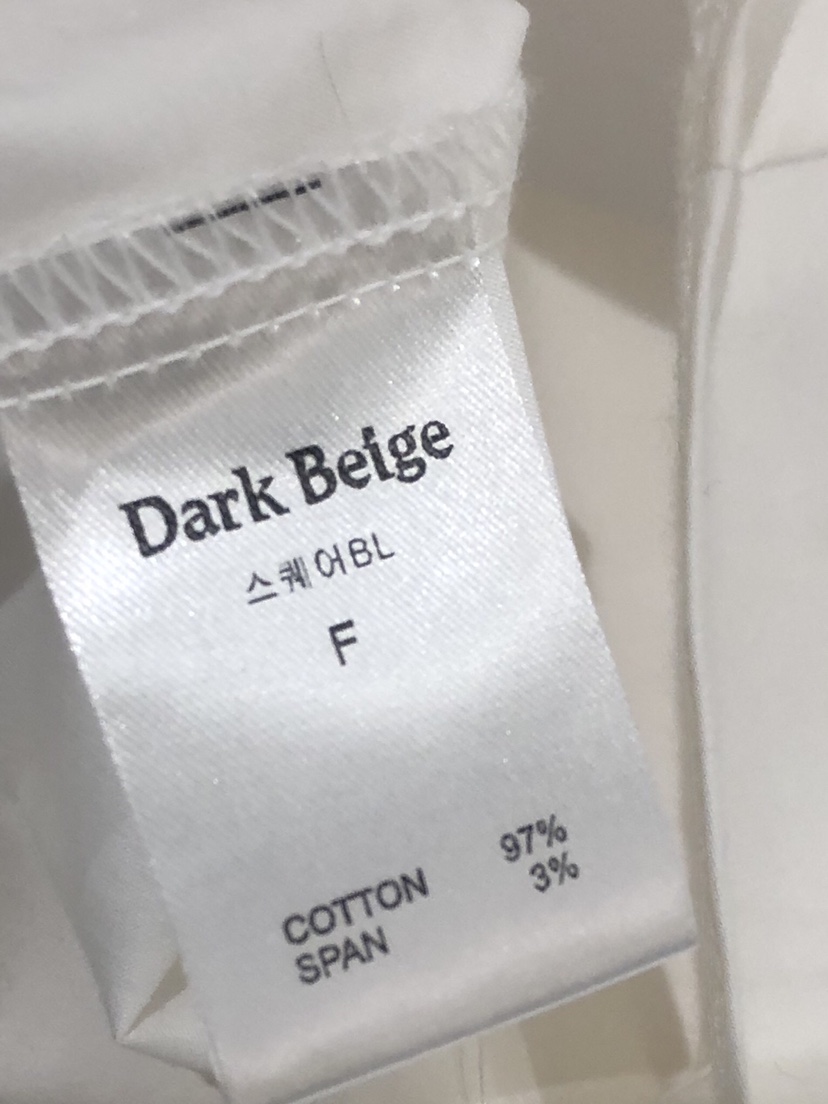 Dark Beige
스퀘어BL
F
COTTON 97%
SPAN 3%